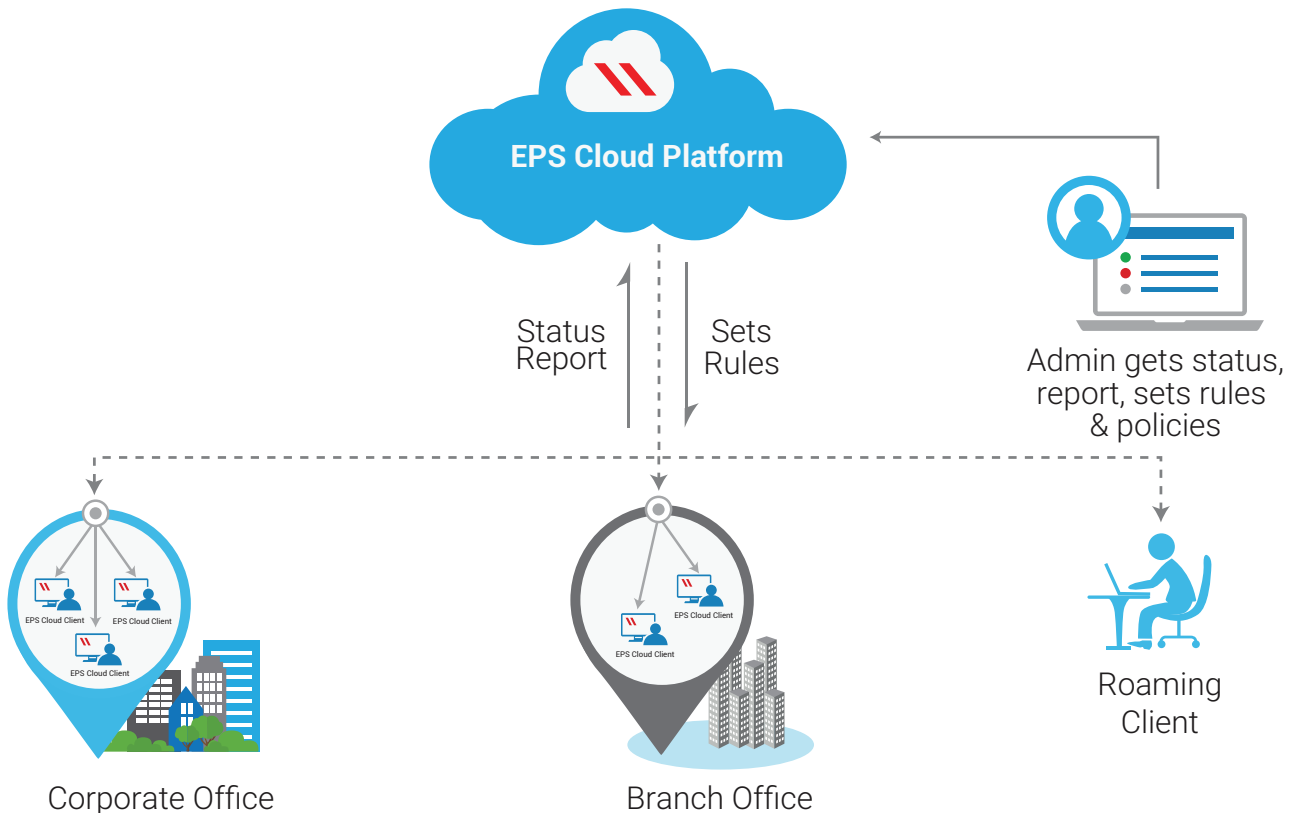 EPS Cloud Platform
Status
Report
Sets
Rules
Admin gets status,
report, sets rules
& policies
EPS Cloud Client
EPS Cloud Client
EPS Cloud Client
EPS Cloud Client
EPS Cloud Client
Roaming
Client
Corporate Office
Branch Office